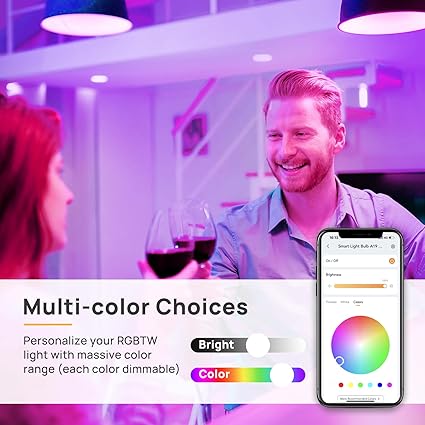 Smart Light Bulb A19 ...
On / Off
Brightness
Multi-color Choices
Personalize your RGBTW
light with massive color
range (each color dimmable)
Bright
Color
Colors